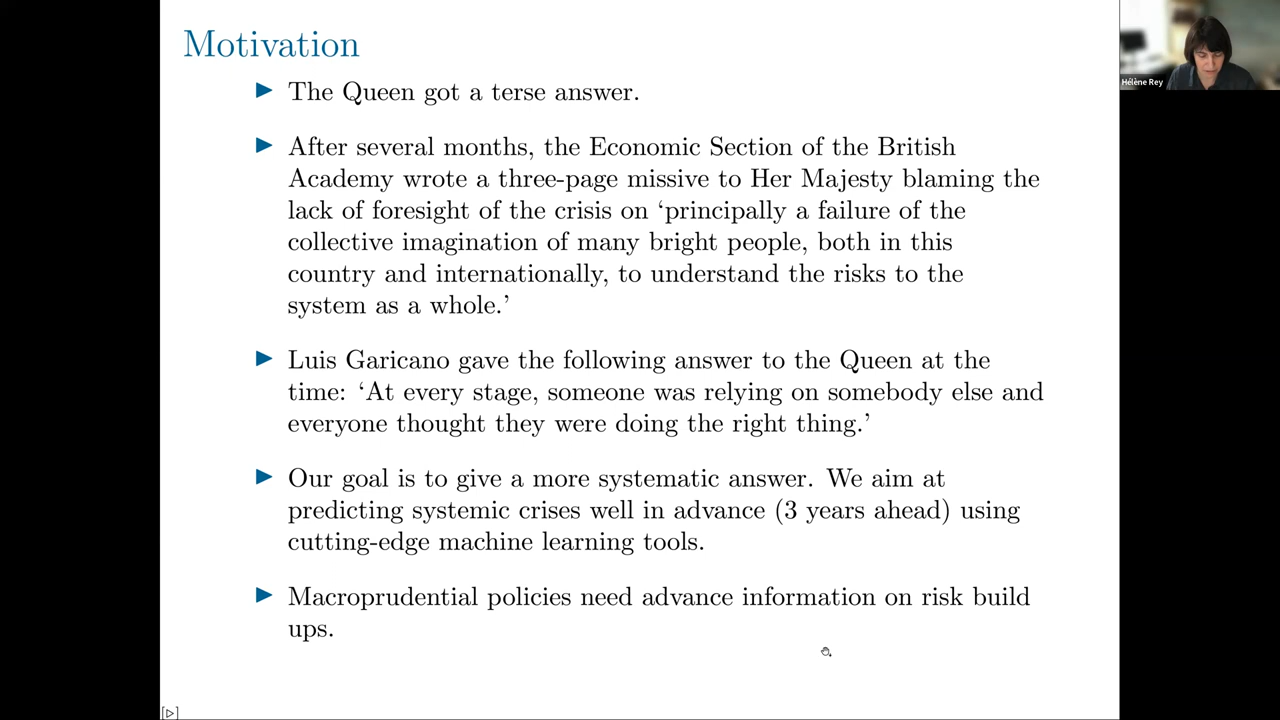 Motivation
The Queen got a terse answer.
After several months, the Economic Section of the British
Academy wrote a three-page missive to Her Majesty blaming the
lack of foresight of the crisis on ‘principally a failure of the
collective imagination of many bright people, both in this
country and internationally, to understand the risks to the
system as a whole.’
Luis Garicano gave the following answer to the Queen at the
time: ‘At every stage, someone was relying on somebody else and
everyone thought they were doing the right thing.’
Our goal is to give a more systematic answer. We aim at
predicting systemic crises well in advance (3 years ahead) using
cutting-edge machine learning tools.
Macroprudential policies need advance information on risk build
ups.
Hélène Rey